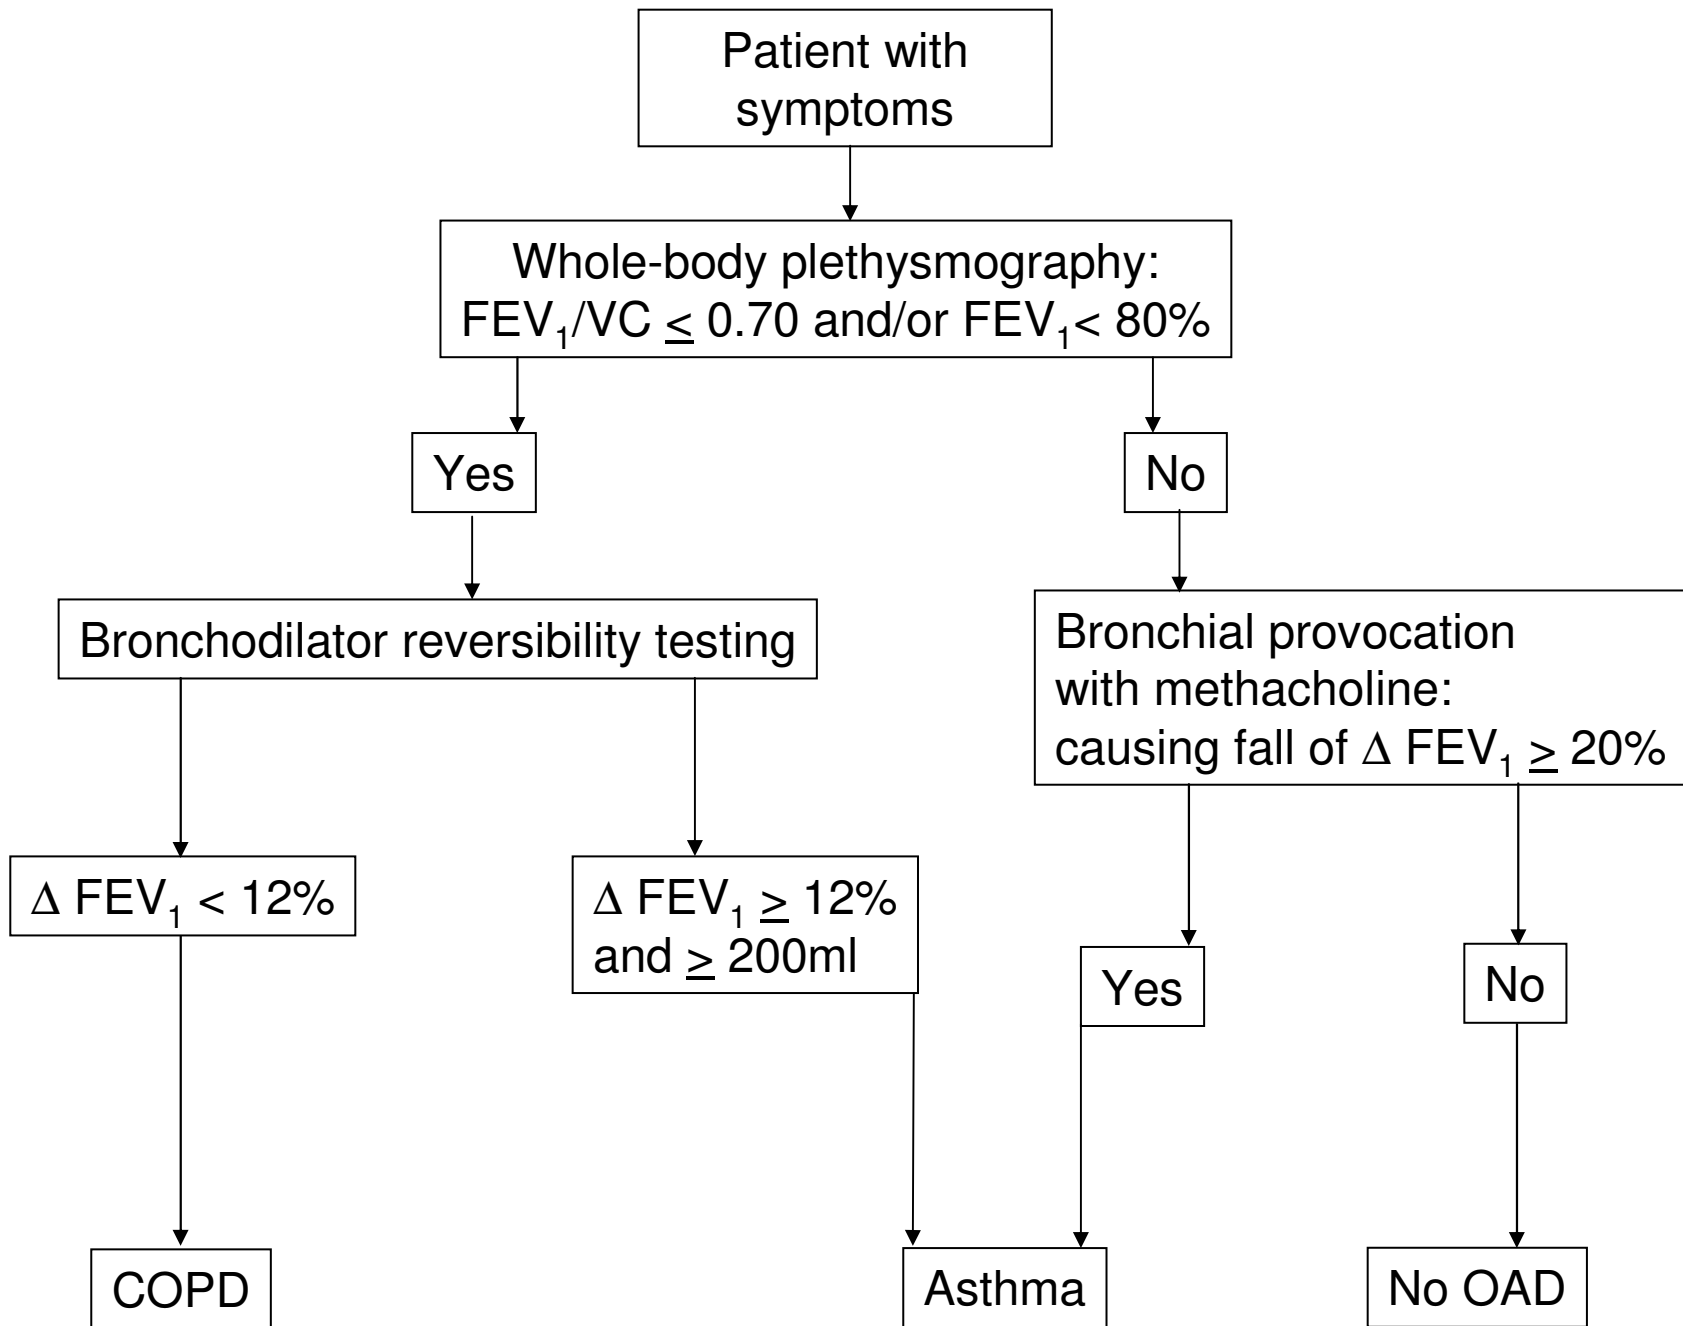 Patient with
symptoms
Whole-body plethysmography:
FEV₁/VC ≤ 0.70 and/or FEV₁< 80%
Yes
No
Bronchodilator reversibility testing
Bronchial provocation
with methacholine:
causing fall of Δ FEV₁ ≥ 20%
Δ FEV₁ < 12%
Δ FEV₁ ≥ 12%
and ≥ 200ml
Yes
No
COPD
Asthma
No OAD